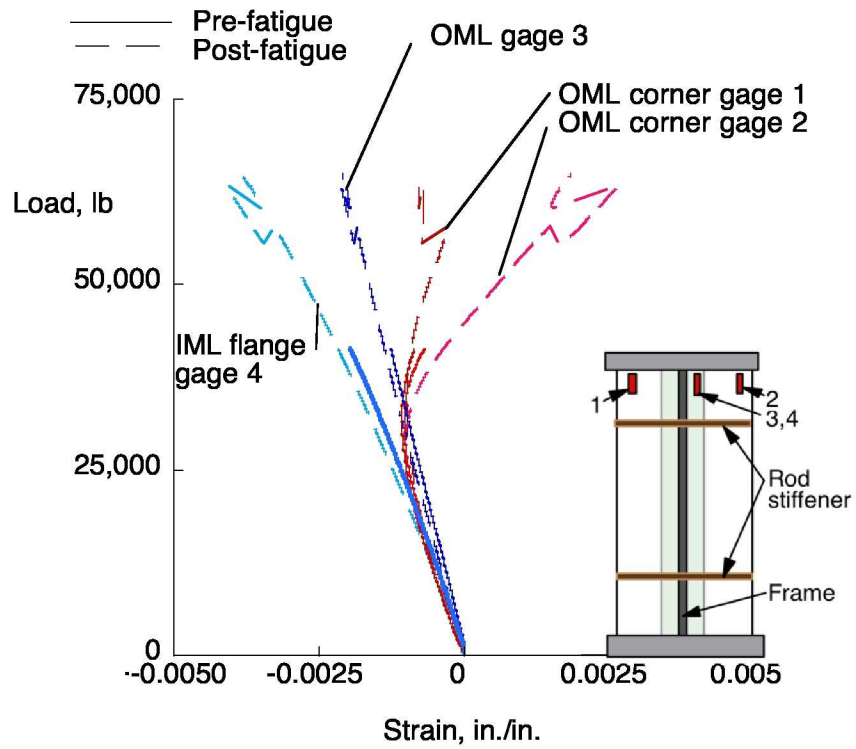 Pre-fatigue
Post-fatigue
OML gage 3
OML corner gage 1
OML corner gage 2
75,000
Load, lb
50,000
IML flange
gage 4
25,000
0
1
2
3,4
Rod
stiffener
Frame
-0.0050
-0.0025
0
0.0025
0.005
Strain, in./in.